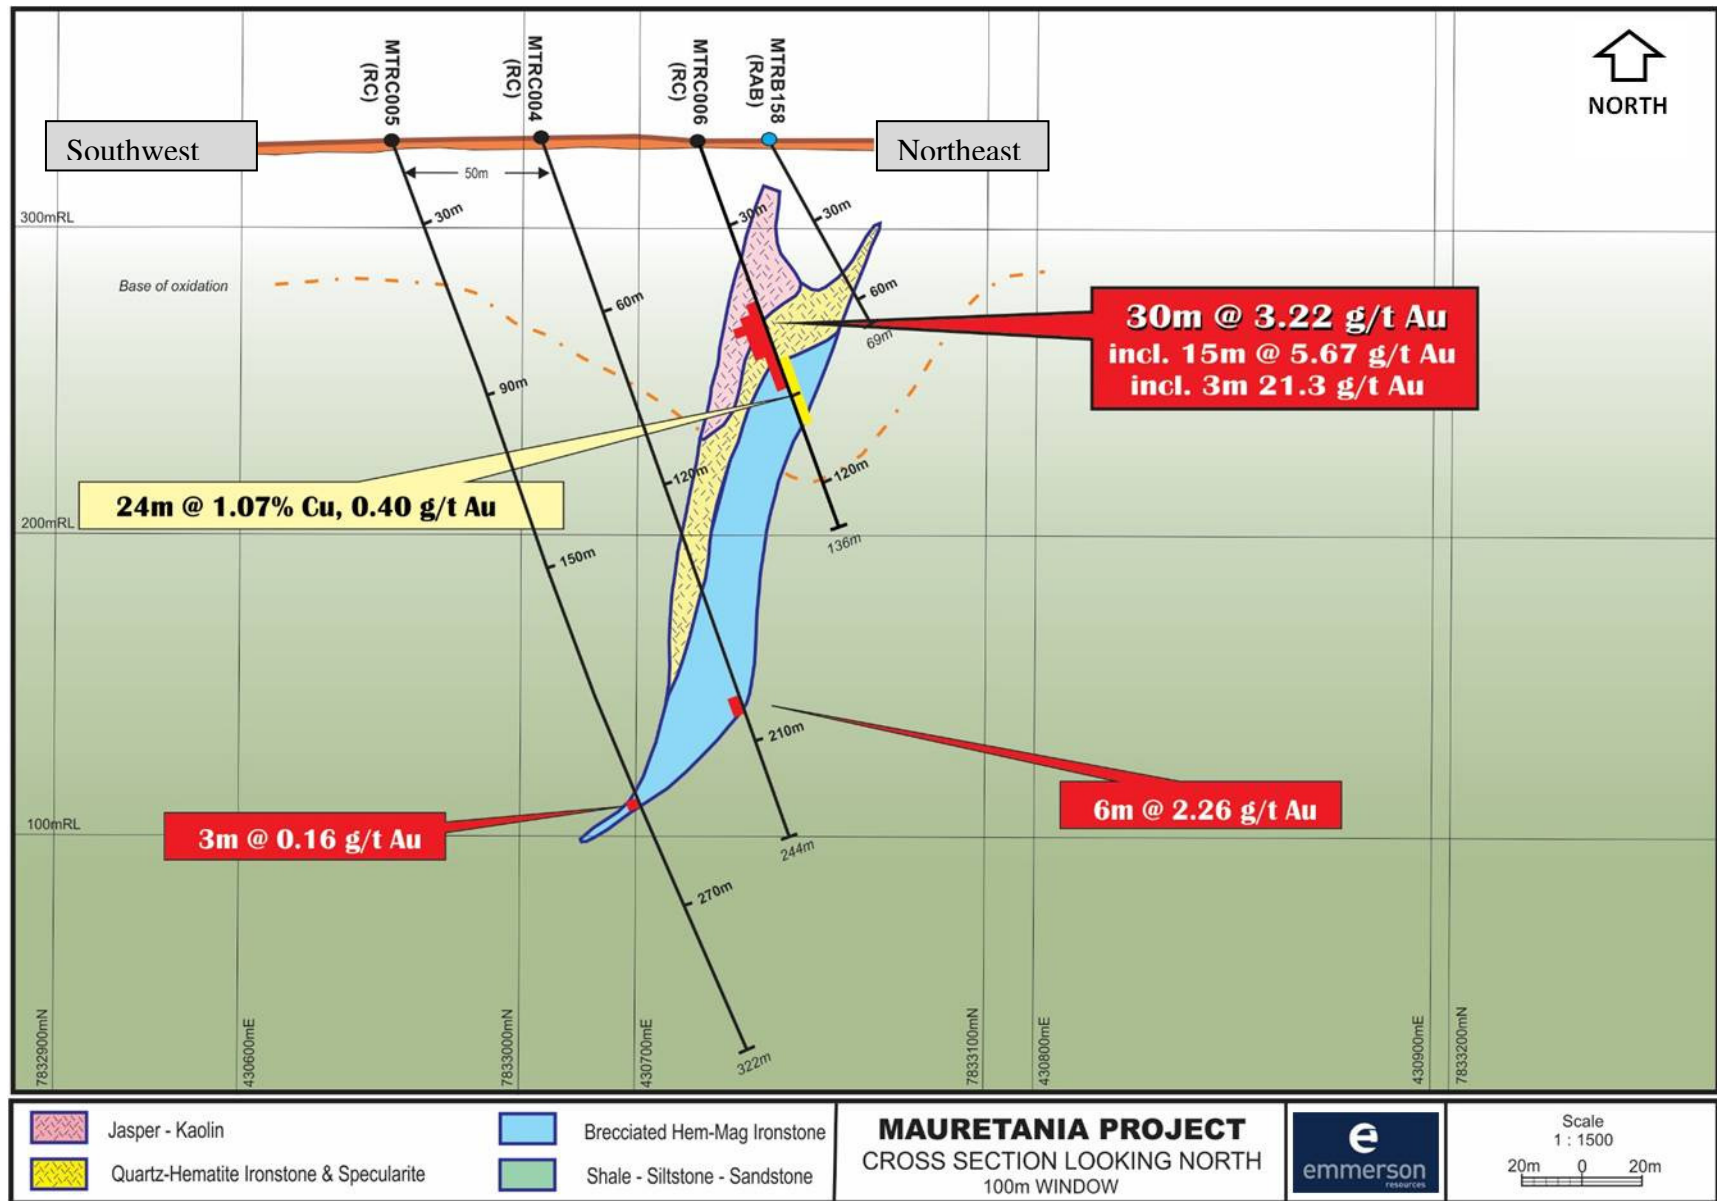 MTRC005
(RC)
MTRC004
(RC)
MTRC006
(RC)
MTRB158
(RAB)
NORTH
Southwest
Northeast
50m
30m
30m
30m
300mRL
Base of oxidation
60m
60m
69m
30m @ 3.22 g/t Au
incl. 15m @ 5.67 g/t Au
incl. 3m 21.3 g/t Au
90m
120m
120m
24m @ 1.07% Cu, 0.40 g/t Au
200mRL
136m
150m
210m
6m @ 2.26 g/t Au
3m @ 0.16 g/t Au
100mRL
244m
270m
322m
7832900mN
430600mE
7833000mN
430700mE
7833100mN
430800mE
430900mE
7833200mN
Jasper - Kaolin
Quartz-Hematite Ironstone & Specularite
Brecciated Hem-Mag Ironstone
Shale - Siltstone - Sandstone
MAURETANIA PROJECT
CROSS SECTION LOOKING NORTH
100m WINDOW
e
emmerson
resources
Scale
1 : 1500
20m 0 20m